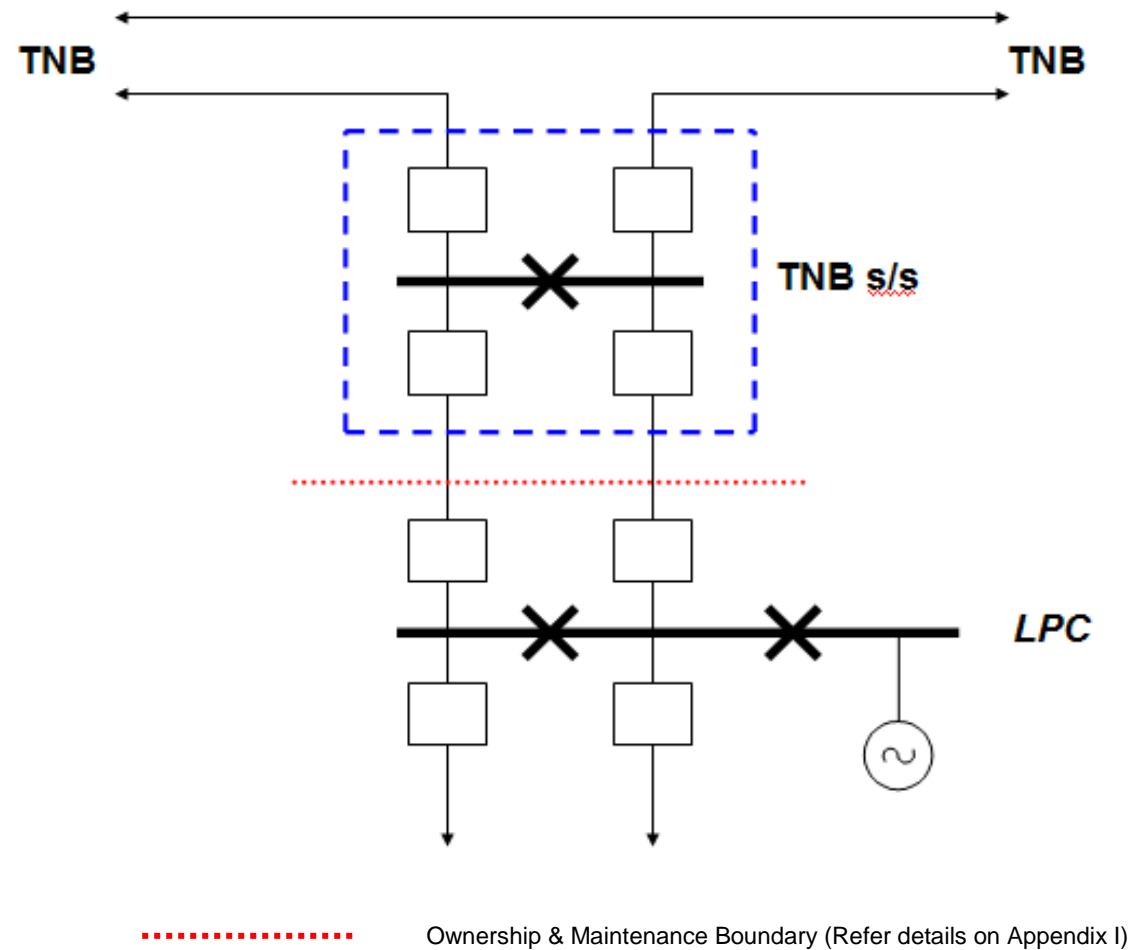 TNB
TNB
TNB s/s
LPC
Ownership & Maintenance Boundary (Refer details on Appendix I)